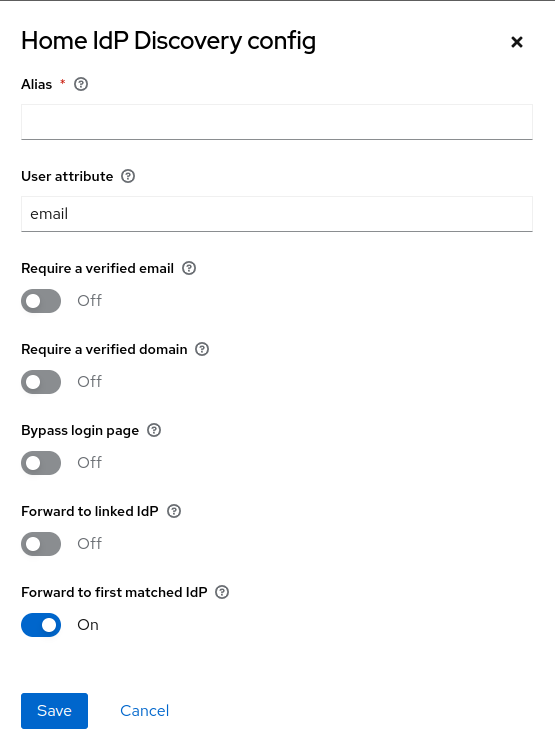 Home IdP Discovery config
Alias *
User attribute
email
Require a verified email
Off
Require a verified domain
Off
Bypass login page
Off
Forward to linked IdP
Off
Forward to first matched IdP
On
Save Cancel